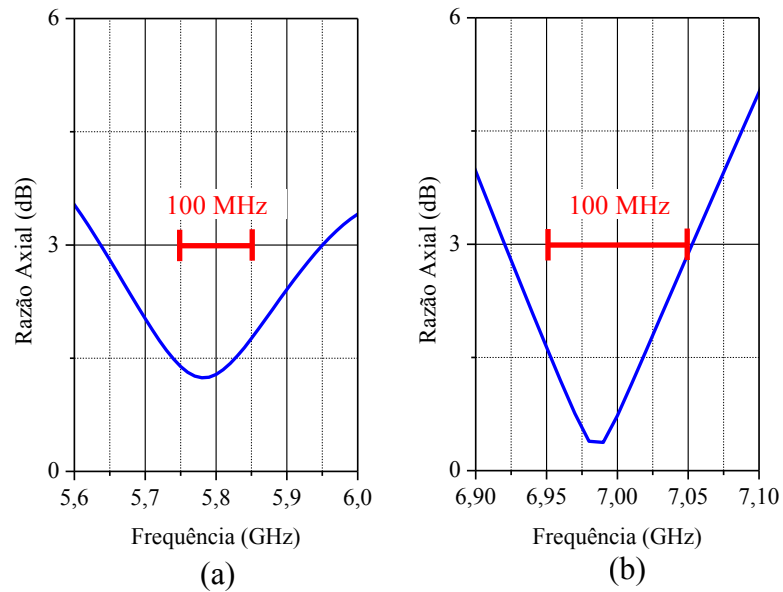 6
3
0
Razão Axial (dB)
100 MHz
5,6 5,7 5,8 5,9 6,0
Frequência (GHz)
(a)
6
3
0
Razão Axial (dB)
100 MHz
6,90 6,95 7,00 7,05 7,10
Frequência (GHz)
(b)